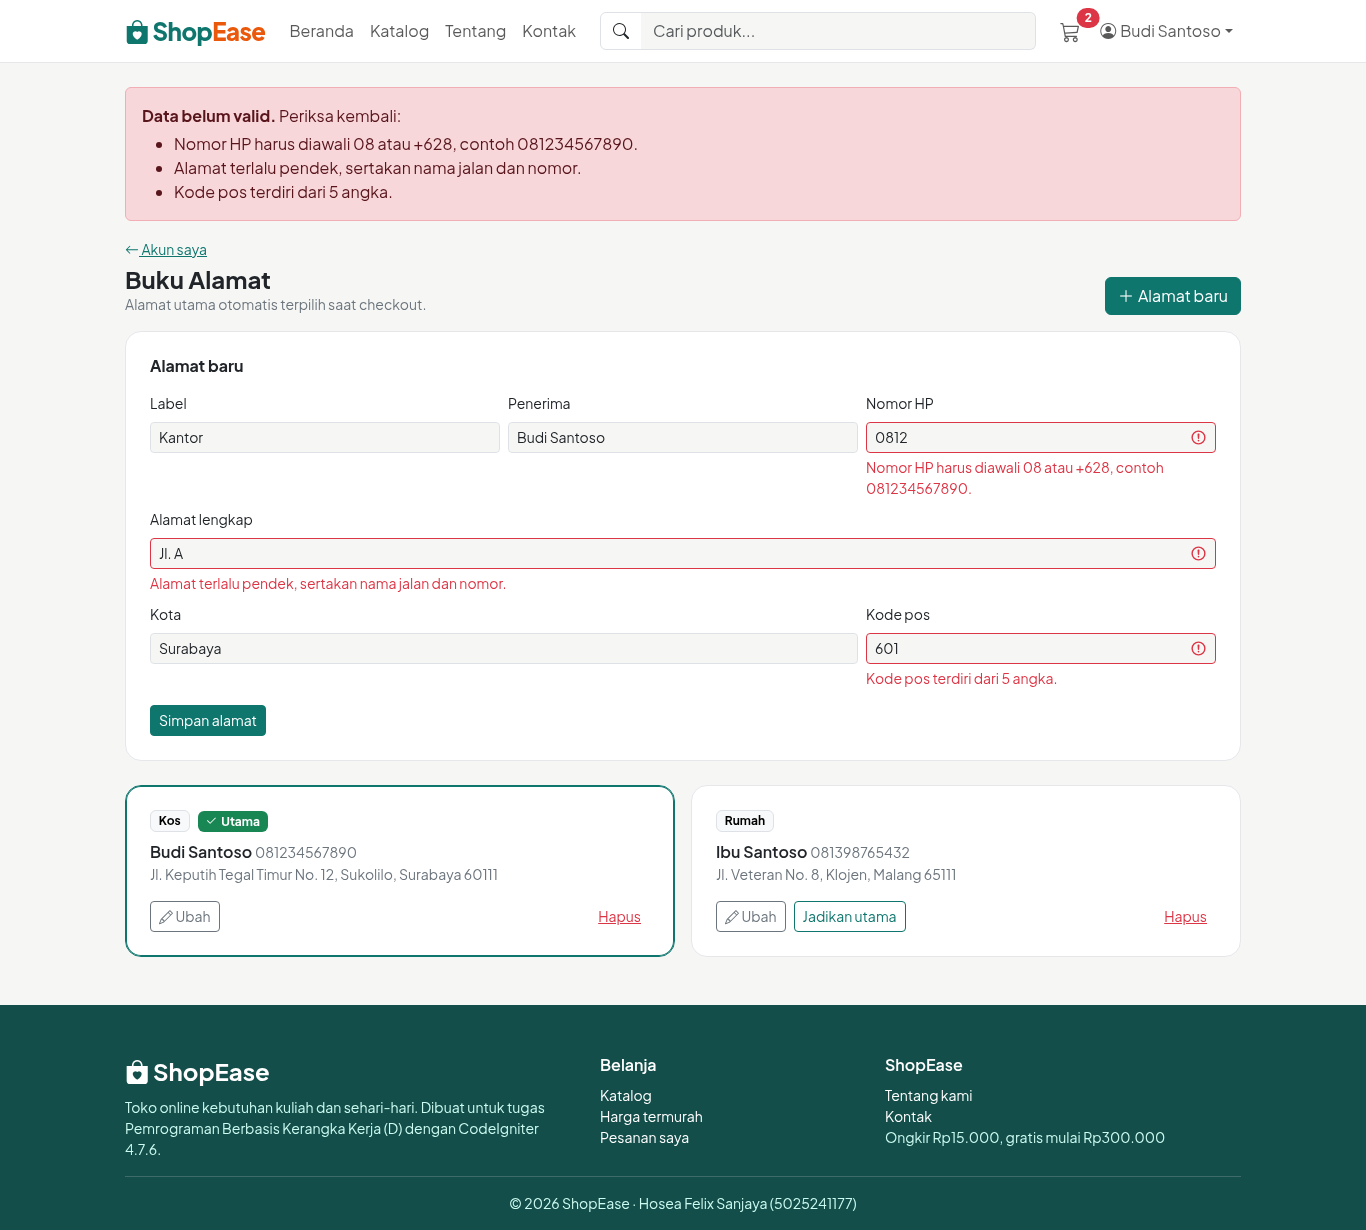 ShopEase Beranda Katalog Tentang Kontak Cari produk... 2 Budi Santoso
Data belum valid. Periksa kembali:
Nomor HP harus diawali 08 atau +628, contoh 081234567890.
Alamat terlalu pendek, sertakan nama jalan dan nomor.
Kode pos terdiri dari 5 angka.
← Akun saya
Buku Alamat
Alamat utama otomatis terpilih saat checkout.
+ Alamat baru
Alamat baru
Label Penerima Nomor HP
Kantor Budi Santoso 0812
Nomor HP harus diawali 08 atau +628, contoh
081234567890.
Alamat lengkap
Jl. A
Alamat terlalu pendek, sertakan nama jalan dan nomor.
Kota Kode pos
Surabaya 601
Kode pos terdiri dari 5 angka.
Simpan alamat
Kos Utama
Budi Santoso 081234567890
Jl. Keputih Tegal Timur No. 12, Sukolilo, Surabaya 60111
Ubah Hapus
Rumah
Ibu Santoso 081398765432
Jl. Veteran No. 8, Klojen, Malang 65111
Ubah Jadikan utama Hapus
ShopEase
Toko online kebutuhan kuliah dan sehari-hari. Dibuat untuk tugas
Pemrograman Berbasis Kerangka Kerja (D) dengan CodeIgniter
4.7.6.
Belanja
Katalog
Harga termurah
Pesanan saya
ShopEase
Tentang kami
Kontak
Ongkir Rp15.000, gratis mulai Rp300.000
© 2026 ShopEase · Hosea Felix Sanjaya (5025241177)